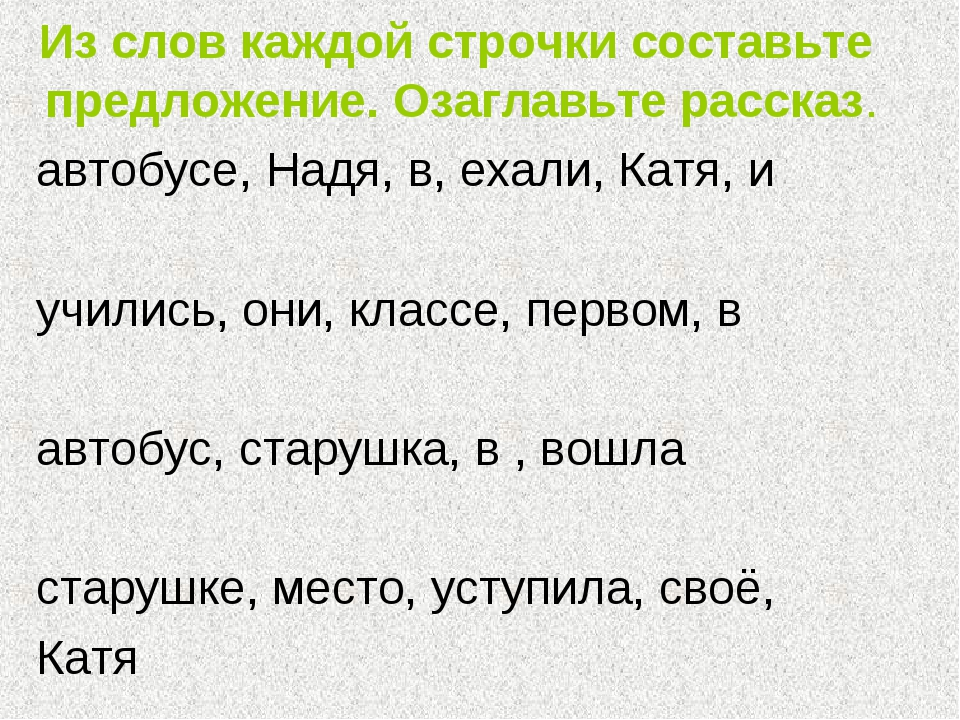 Из слов каждой строчки составьте
предложение. Озаглавьте рассказ.
автобусе, Надя, в, ехали, Катя, и
учились, они, классе, первом, в
автобус, старушка, в , вошла
старушке, место, уступила, своё,
Катя